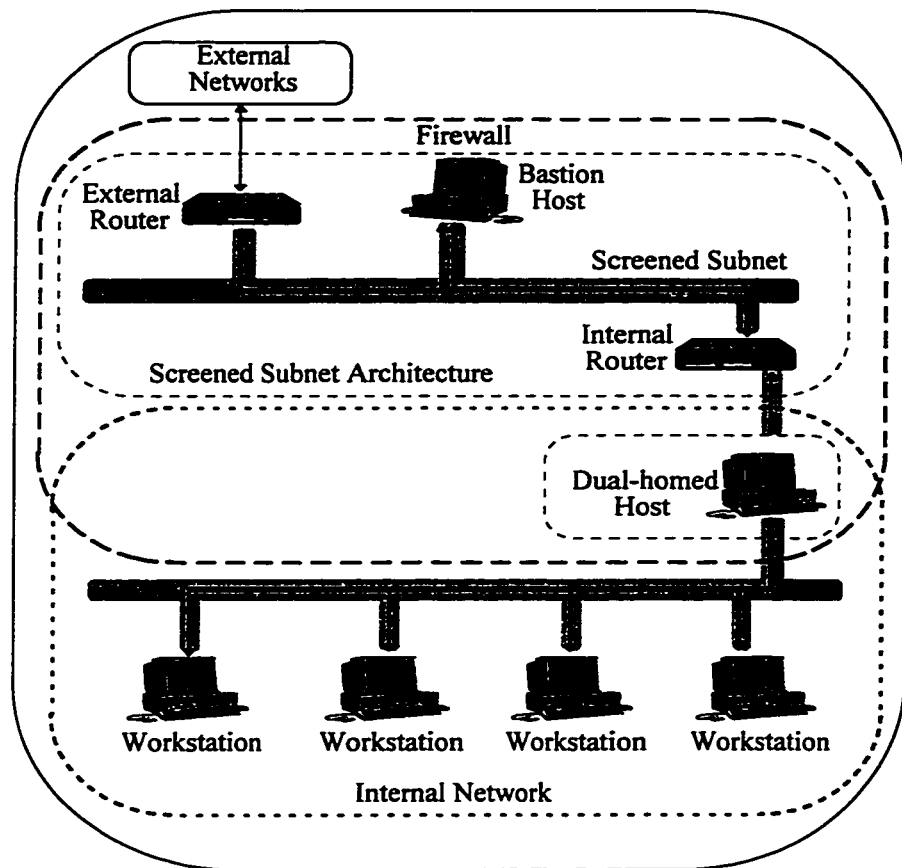 External
Networks
Firewall
External
Router
Bastion
Host
Screened Subnet
Internal
Router
Screened Subnet Architecture
Dual-homed
Host
Workstation
Workstation
Workstation
Workstation
Internal Network